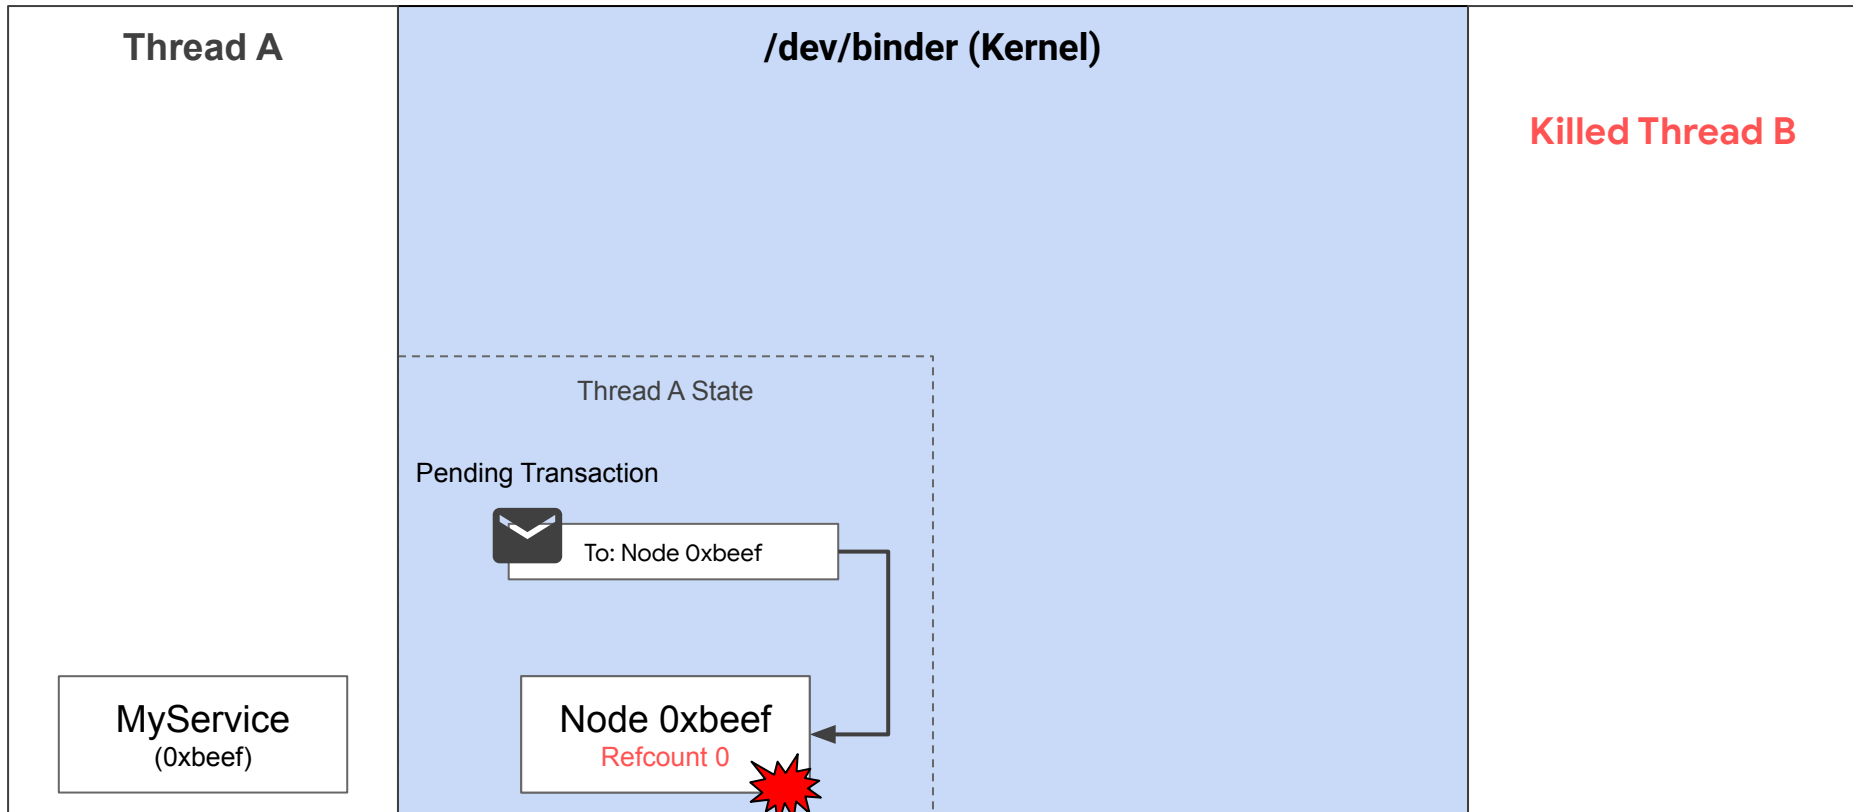 Thread A
/dev/binder (Kernel)
Killed Thread B
Thread A State
Pending Transaction
To: Node 0xbeef
MyService
(0xbeef)
Node 0xbeef
Refcount 0